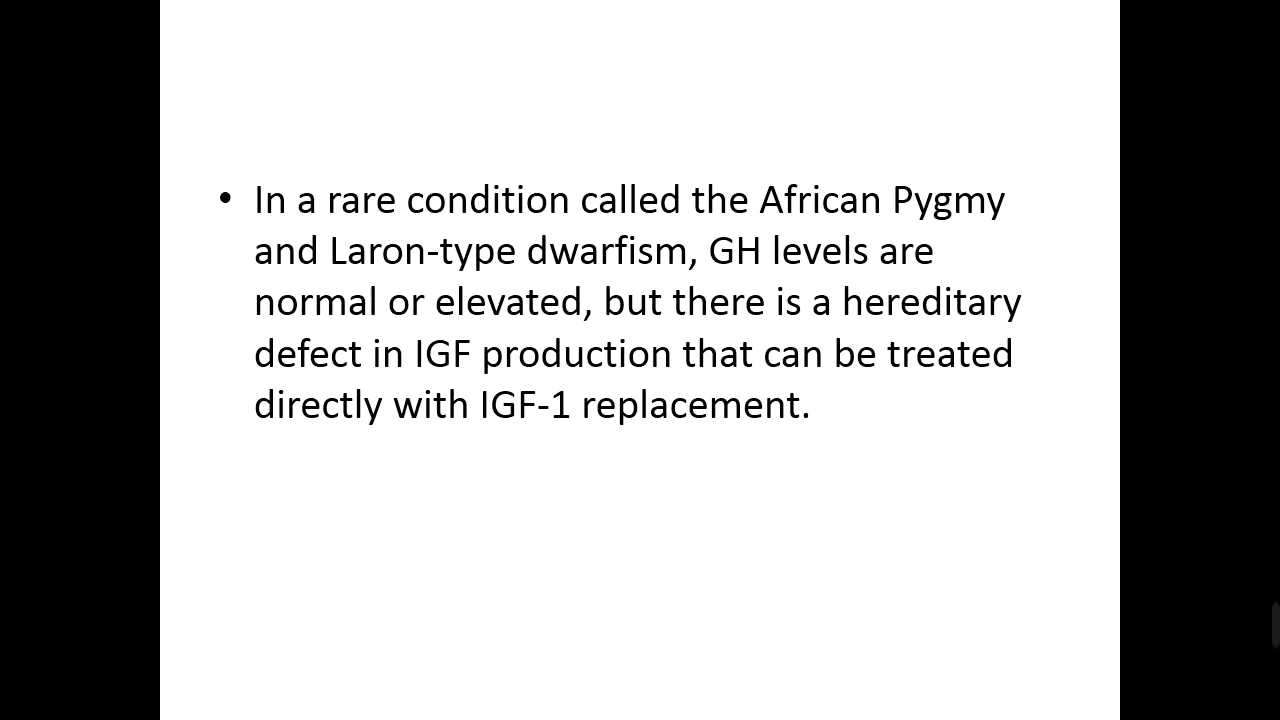 • In a rare condition called the African Pygmy
and Laron-type dwarfism, GH levels are
normal or elevated, but there is a hereditary
defect in IGF production that can be treated
directly with IGF-1 replacement.